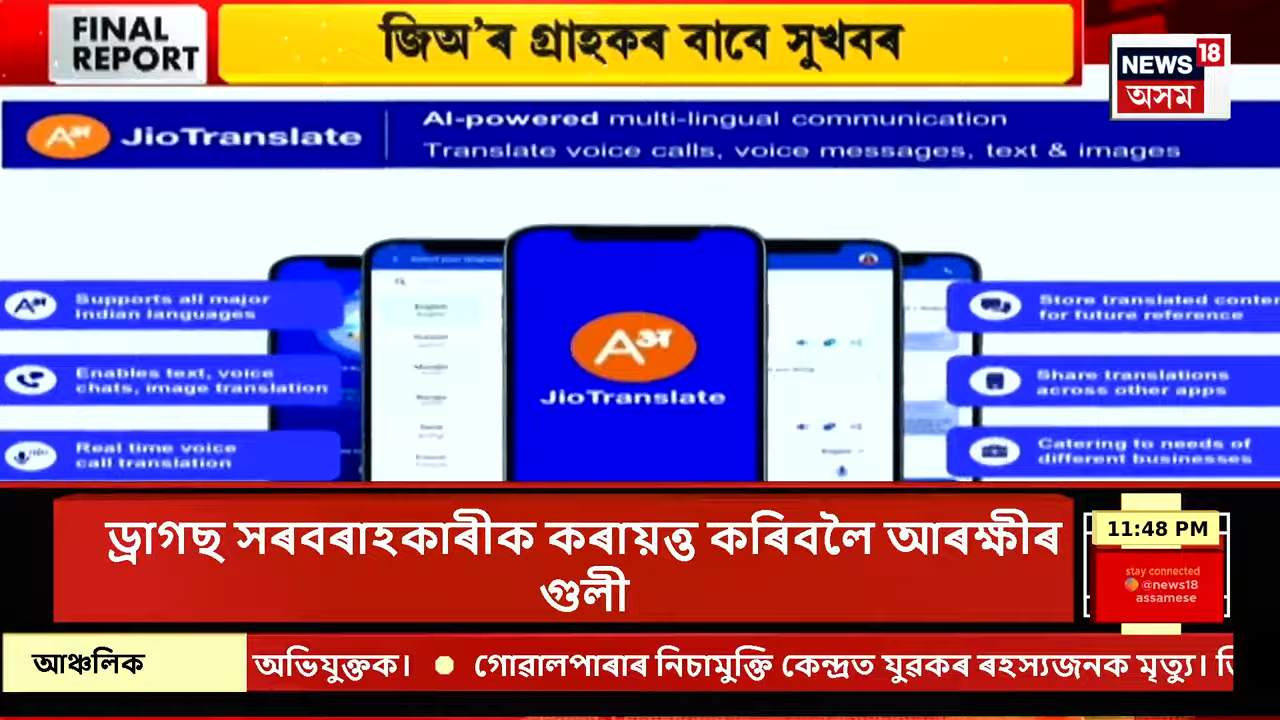 FINAL REPORT
জিঅ'ৰ গ্ৰাহকৰ বাবে সুখবৰ
NEWS 18
অসম
JioTranslate
AI-powered multi-lingual communication
Translate voice calls, voice messages, text & images
Supports all major
Indian languages
Enables text, voice
chats, image translation
Real time voice
call translation
JioTranslate
Store translated conter
for future reference
Share translations
across other apps
Catering to needs of
different businesses
ড্ৰাগছ সৰবৰাহকাৰীক কৰায়ত্ত কৰিবলৈ আৰক্ষীৰ
গুলী
11:48 PM
stay connected
@news18
assamese
আঞ্চলিক
অভিযুক্তক। গোৱালপাৰাৰ নিচামুক্তি কেন্দ্ৰত যুৱকৰ ৰহস্যজনক মৃত্যু।